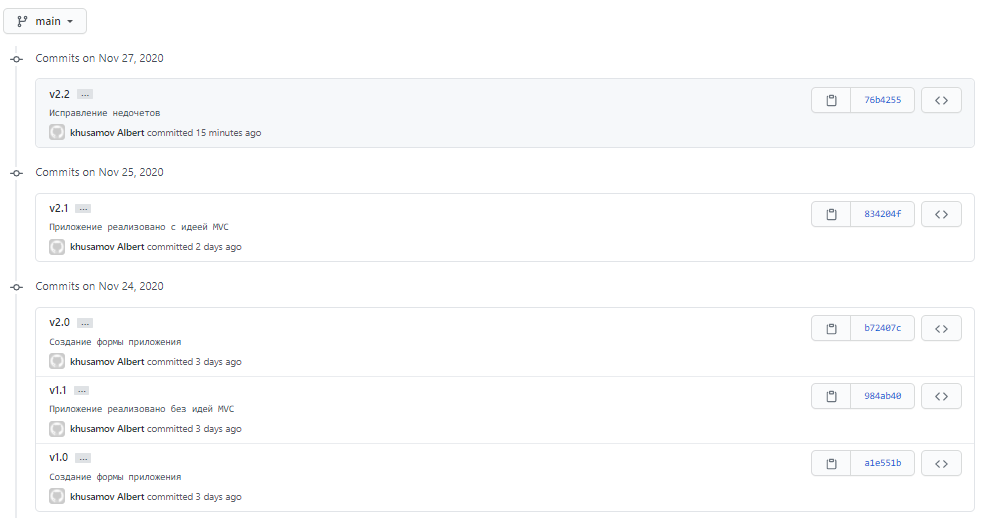 main
Commits on Nov 27, 2020
v2.2 ...
76b4255
Исправление недочетов
khusamov Albert committed 15 minutes ago
Commits on Nov 25, 2020
v2.1 ...
834204f
Приложение реализовано с идеей MVC
khusamov Albert committed 2 days ago
Commits on Nov 24, 2020
v2.0 ...
b72407c
Создание формы приложения
khusamov Albert committed 3 days ago
v1.1 ...
984ab40
Приложение реализовано без идей MVC
khusamov Albert committed 3 days ago
v1.0 ...
a1e551b
Создание формы приложения
khusamov Albert committed 3 days ago